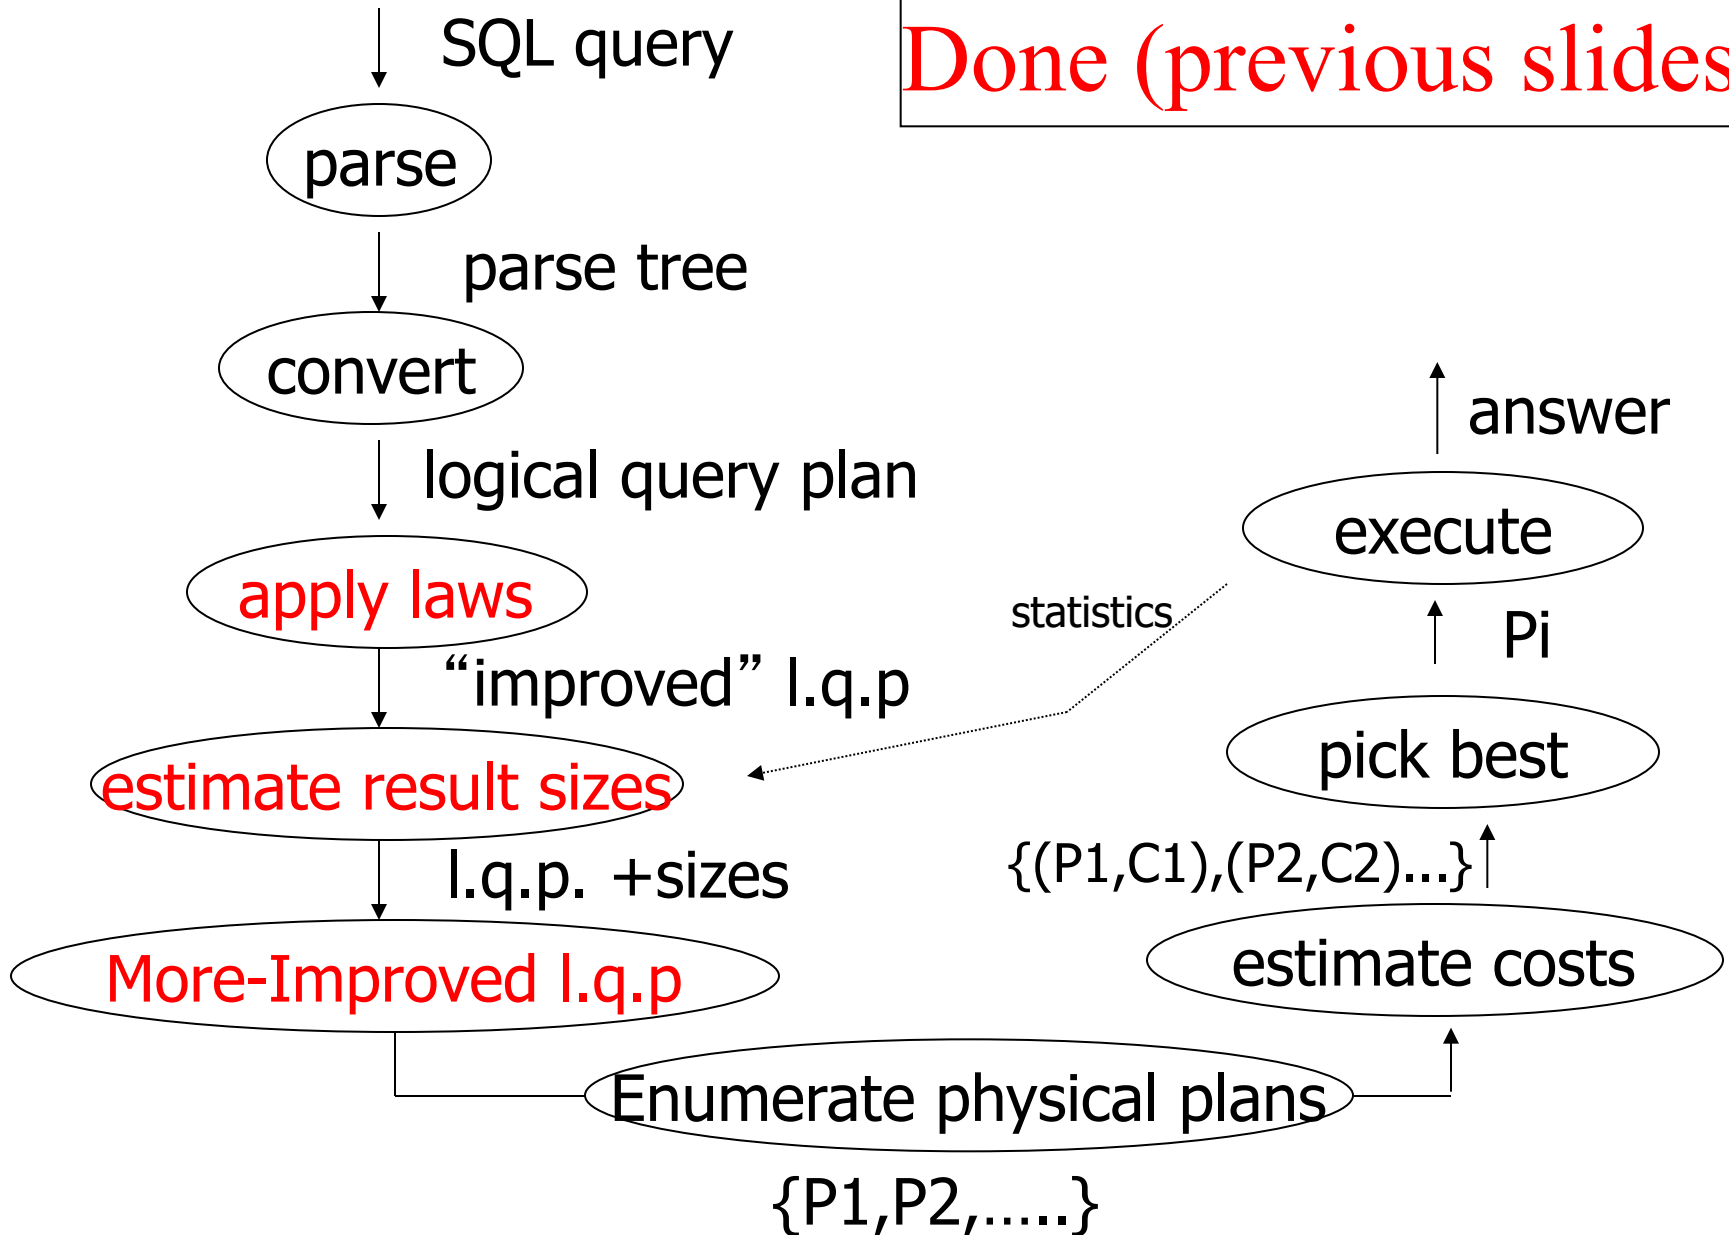 SQL query
Done (previous slides
parse
parse tree
convert
logical query plan
apply laws
“improved” l.q.p
estimate result sizes
l.q.p. +sizes
More-Improved l.q.p
Enumerate physical plans
{P1,P2,…..}
estimate costs
{(P1,C1),(P2,C2)...}
pick best
Pi
execute
answer
statistics